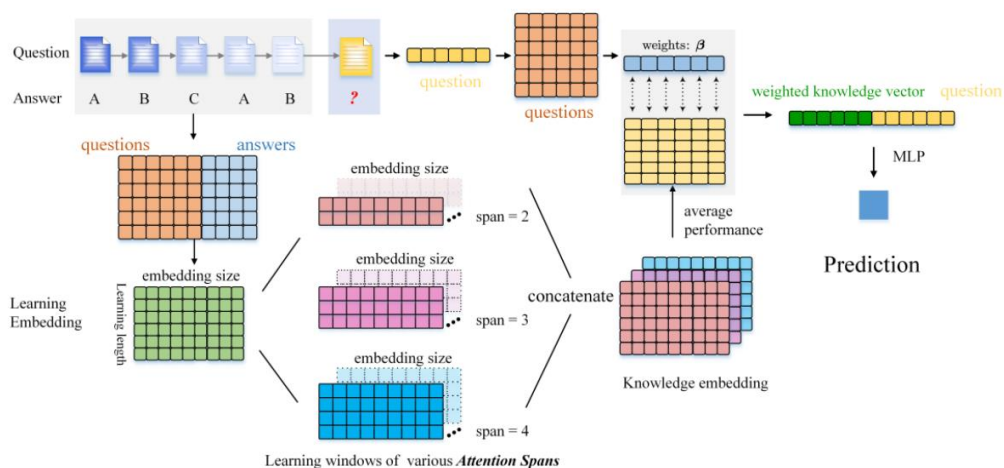 Question
Answer
A B C A B ?
question
questions
weights: β
weighted knowledge vector
question
MLP
Prediction
questions
answers
embedding size
Learning length
Learning
Embedding
embedding size
span = 2
embedding size
span = 3
embedding size
span = 4
Learning windows of various Attention Spans
concatenate
average
performance
Knowledge embedding